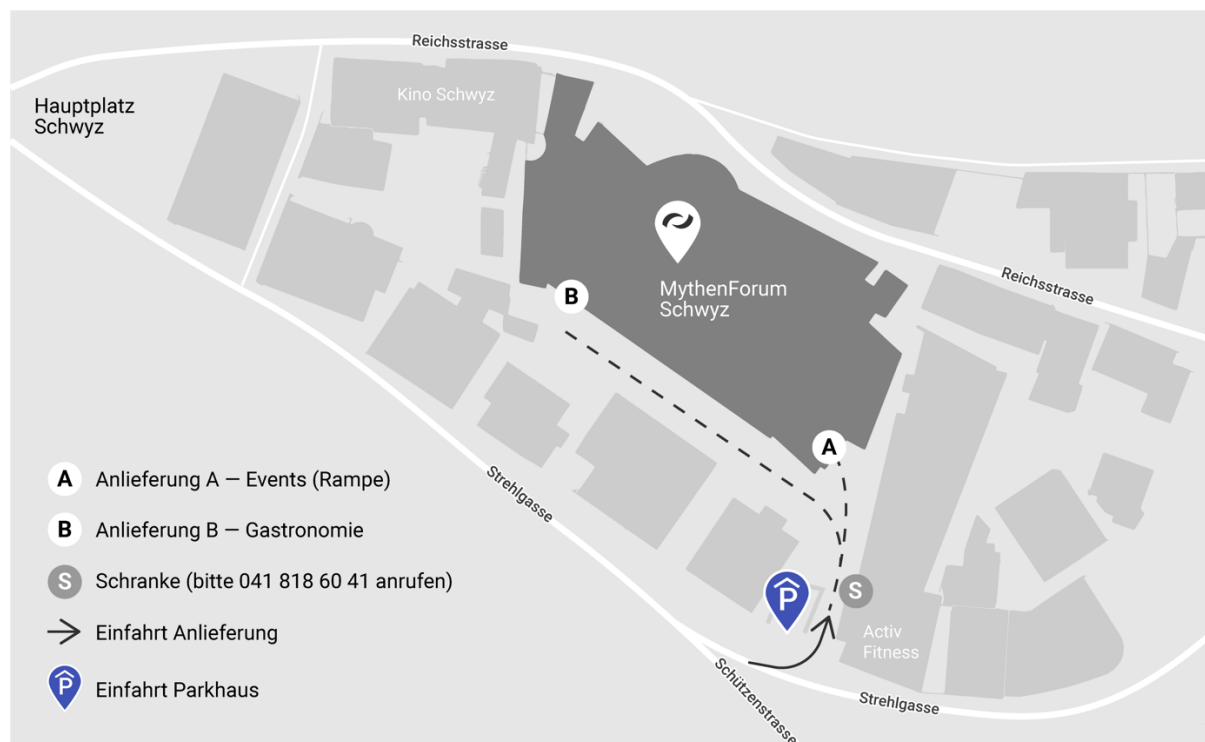 Reichsstrasse
Kino Schwyz
Hauptplatz
Schwyz
MythenForum
Schwyz
Reichsstrasse
B
A
Strehlgasse
A Anlieferung A — Events (Rampe)
B Anlieferung B — Gastronomie
S Schranke (bitte 041 818 60 41 anrufen)
Einfahrt Anlieferung
P Einfahrt Parkhaus
P
S
Activ
Fitness
Schützenstrasse
Strehlgasse